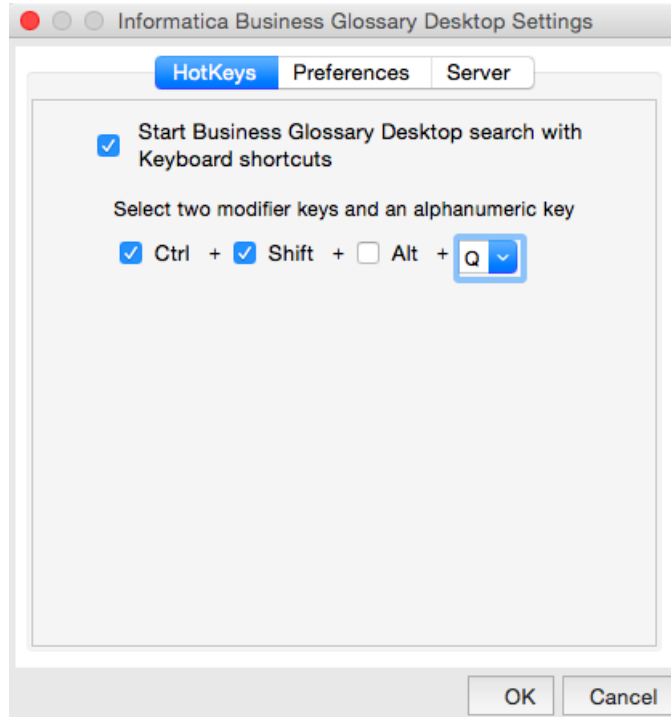 Informatica Business Glossary Desktop Settings
HotKeys Preferences Server
Start Business Glossary Desktop search with
Keyboard shortcuts
Select two modifier keys and an alphanumeric key
Ctrl + Shift + Alt + Q
OK Cancel